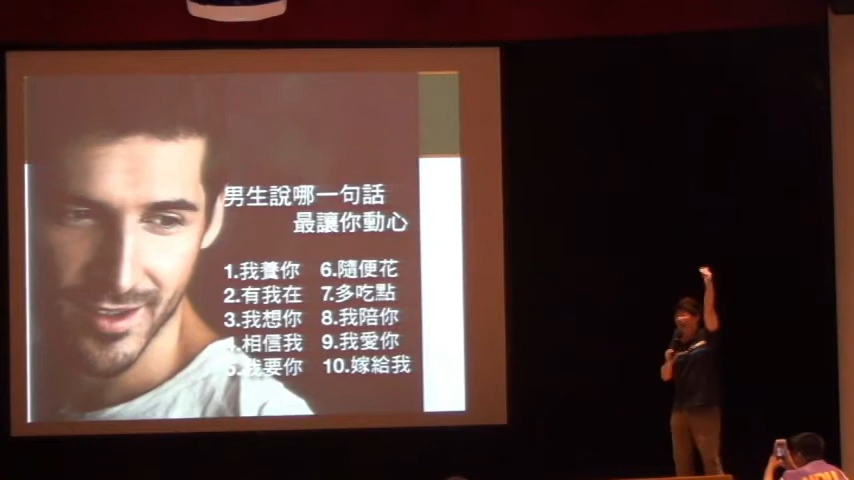 男生說哪一句話
最讓你動心
1.我養你 6.隨便花
2.有我在 7.多吃點
3.我想你 8.我陪你
4.相信我 9.我愛你
5.我要你 10.嫁給我